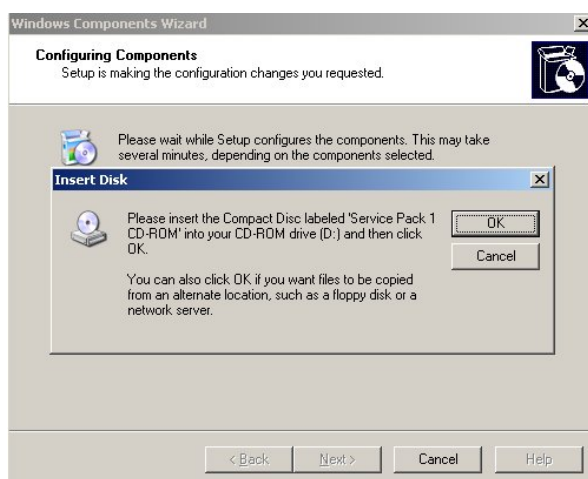 Windows Components Wizard
Configuring Components
Setup is making the configuration changes you requested.
Please wait while Setup configures the components. This may take
several minutes, depending on the components selected.
Insert Disk
Please insert the Compact Disc labeled 'Service Pack 1
CD-ROM' into your CD-ROM drive (D:) and then click
OK.
You can also click OK if you want files to be copied
from an alternate location, such as a floppy disk or a
network server.
OK
Cancel
< Back Next > Cancel Help